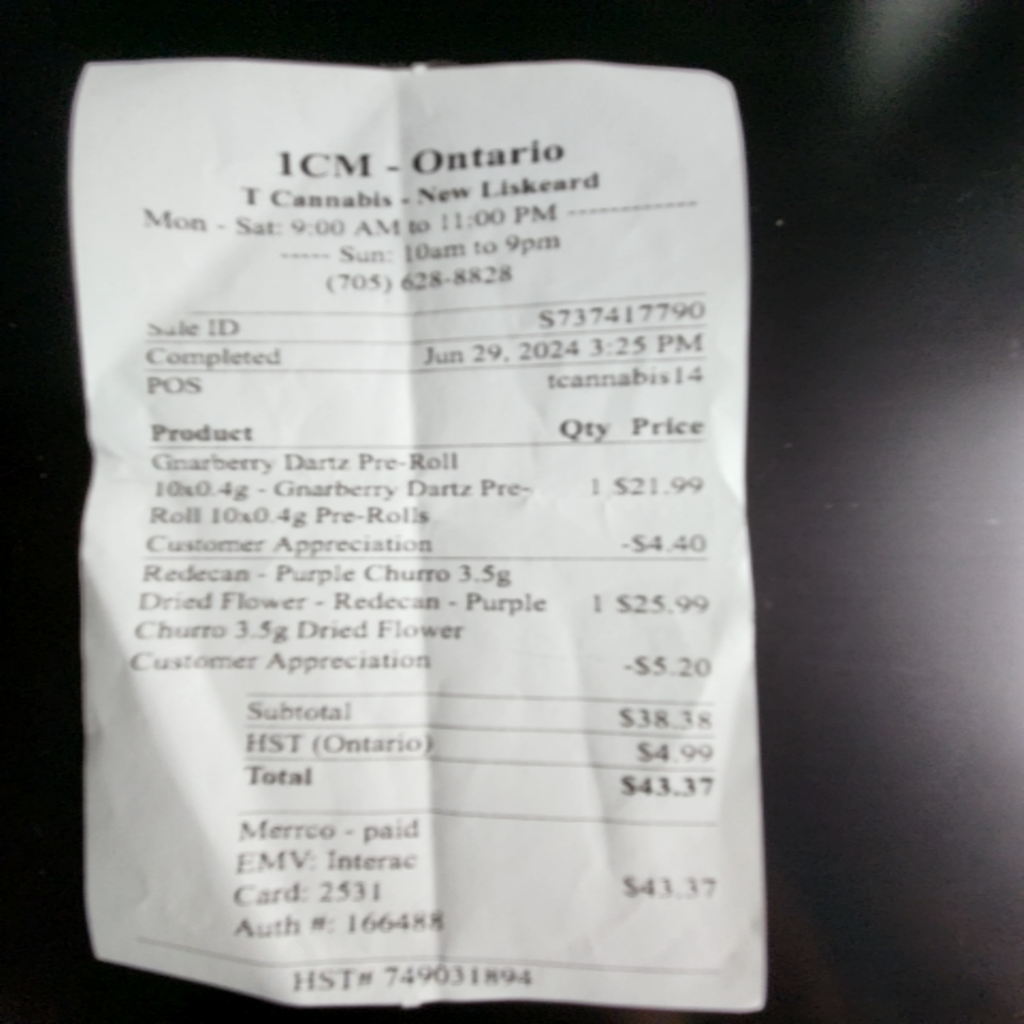 1CM - Ontario
T Cannabis - New Liskeard
Mon - Sat: 9:00 AM to 11:00 PM ------------
----- Sun: 10am to 9pm
(705) 628-8828
Sale ID S737417790
Completed Jun 29, 2024 3:25 PM
POS tcannabis14
Product Qty Price
Gnarberry Dartz Pre-Roll
10x0.4g - Gnarberry Dartz Pre- 1 $21.99
Roll 10x0.4g Pre-Rolls
Customer Appreciation -$4.40
Redecan - Purple Churro 3.5g
Dried Flower - Redecan - Purple 1 $25.99
Churro 3.5g Dried Flower
Customer Appreciation -$5.20
Subtotal $38.38
HST (Ontario) $4.99
Total $43.37
Merrco - paid
EMV: Interac
Card: 2531 $43.37
Auth #: 166488
HST# 749031894